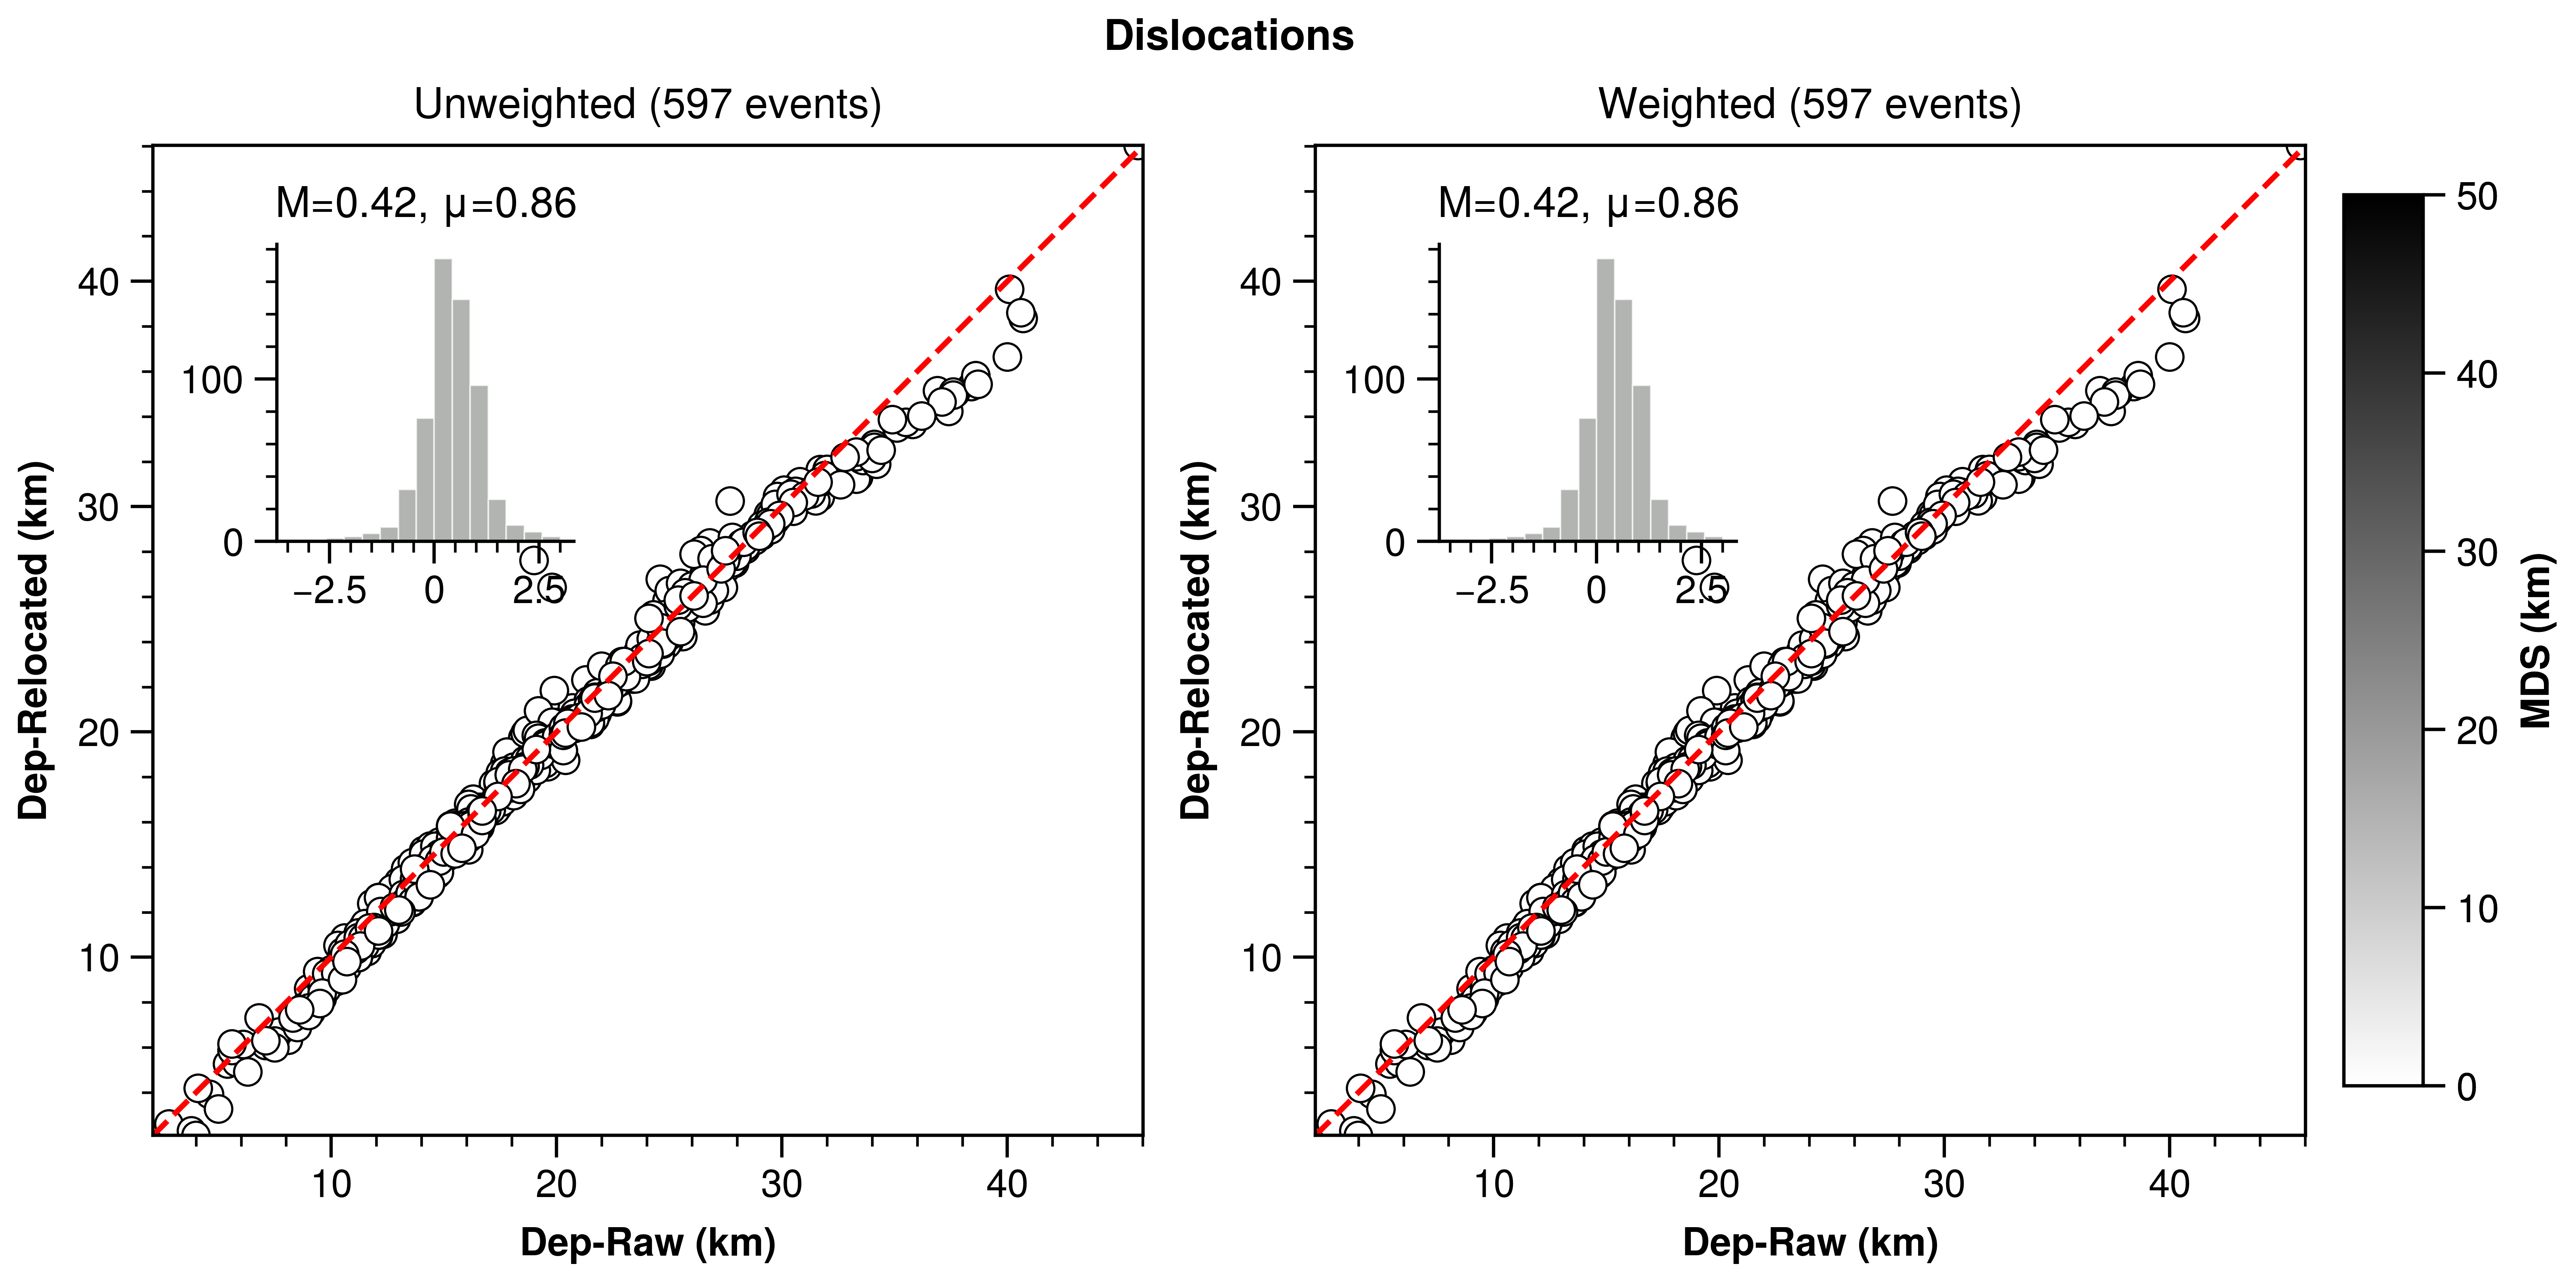 Dislocations
Unweighted (597 events)
M=0.42, μ=0.86
100
0
−2.5 0 2.5
40
30
20
10
Dep-Relocated (km)
10 20 30 40
Dep-Raw (km)
Weighted (597 events)
M=0.42, μ=0.86
100
0
−2.5 0 2.5
40
30
20
10
Dep-Relocated (km)
10 20 30 40
Dep-Raw (km)
50
40
30
20
10
0
MDS (km)